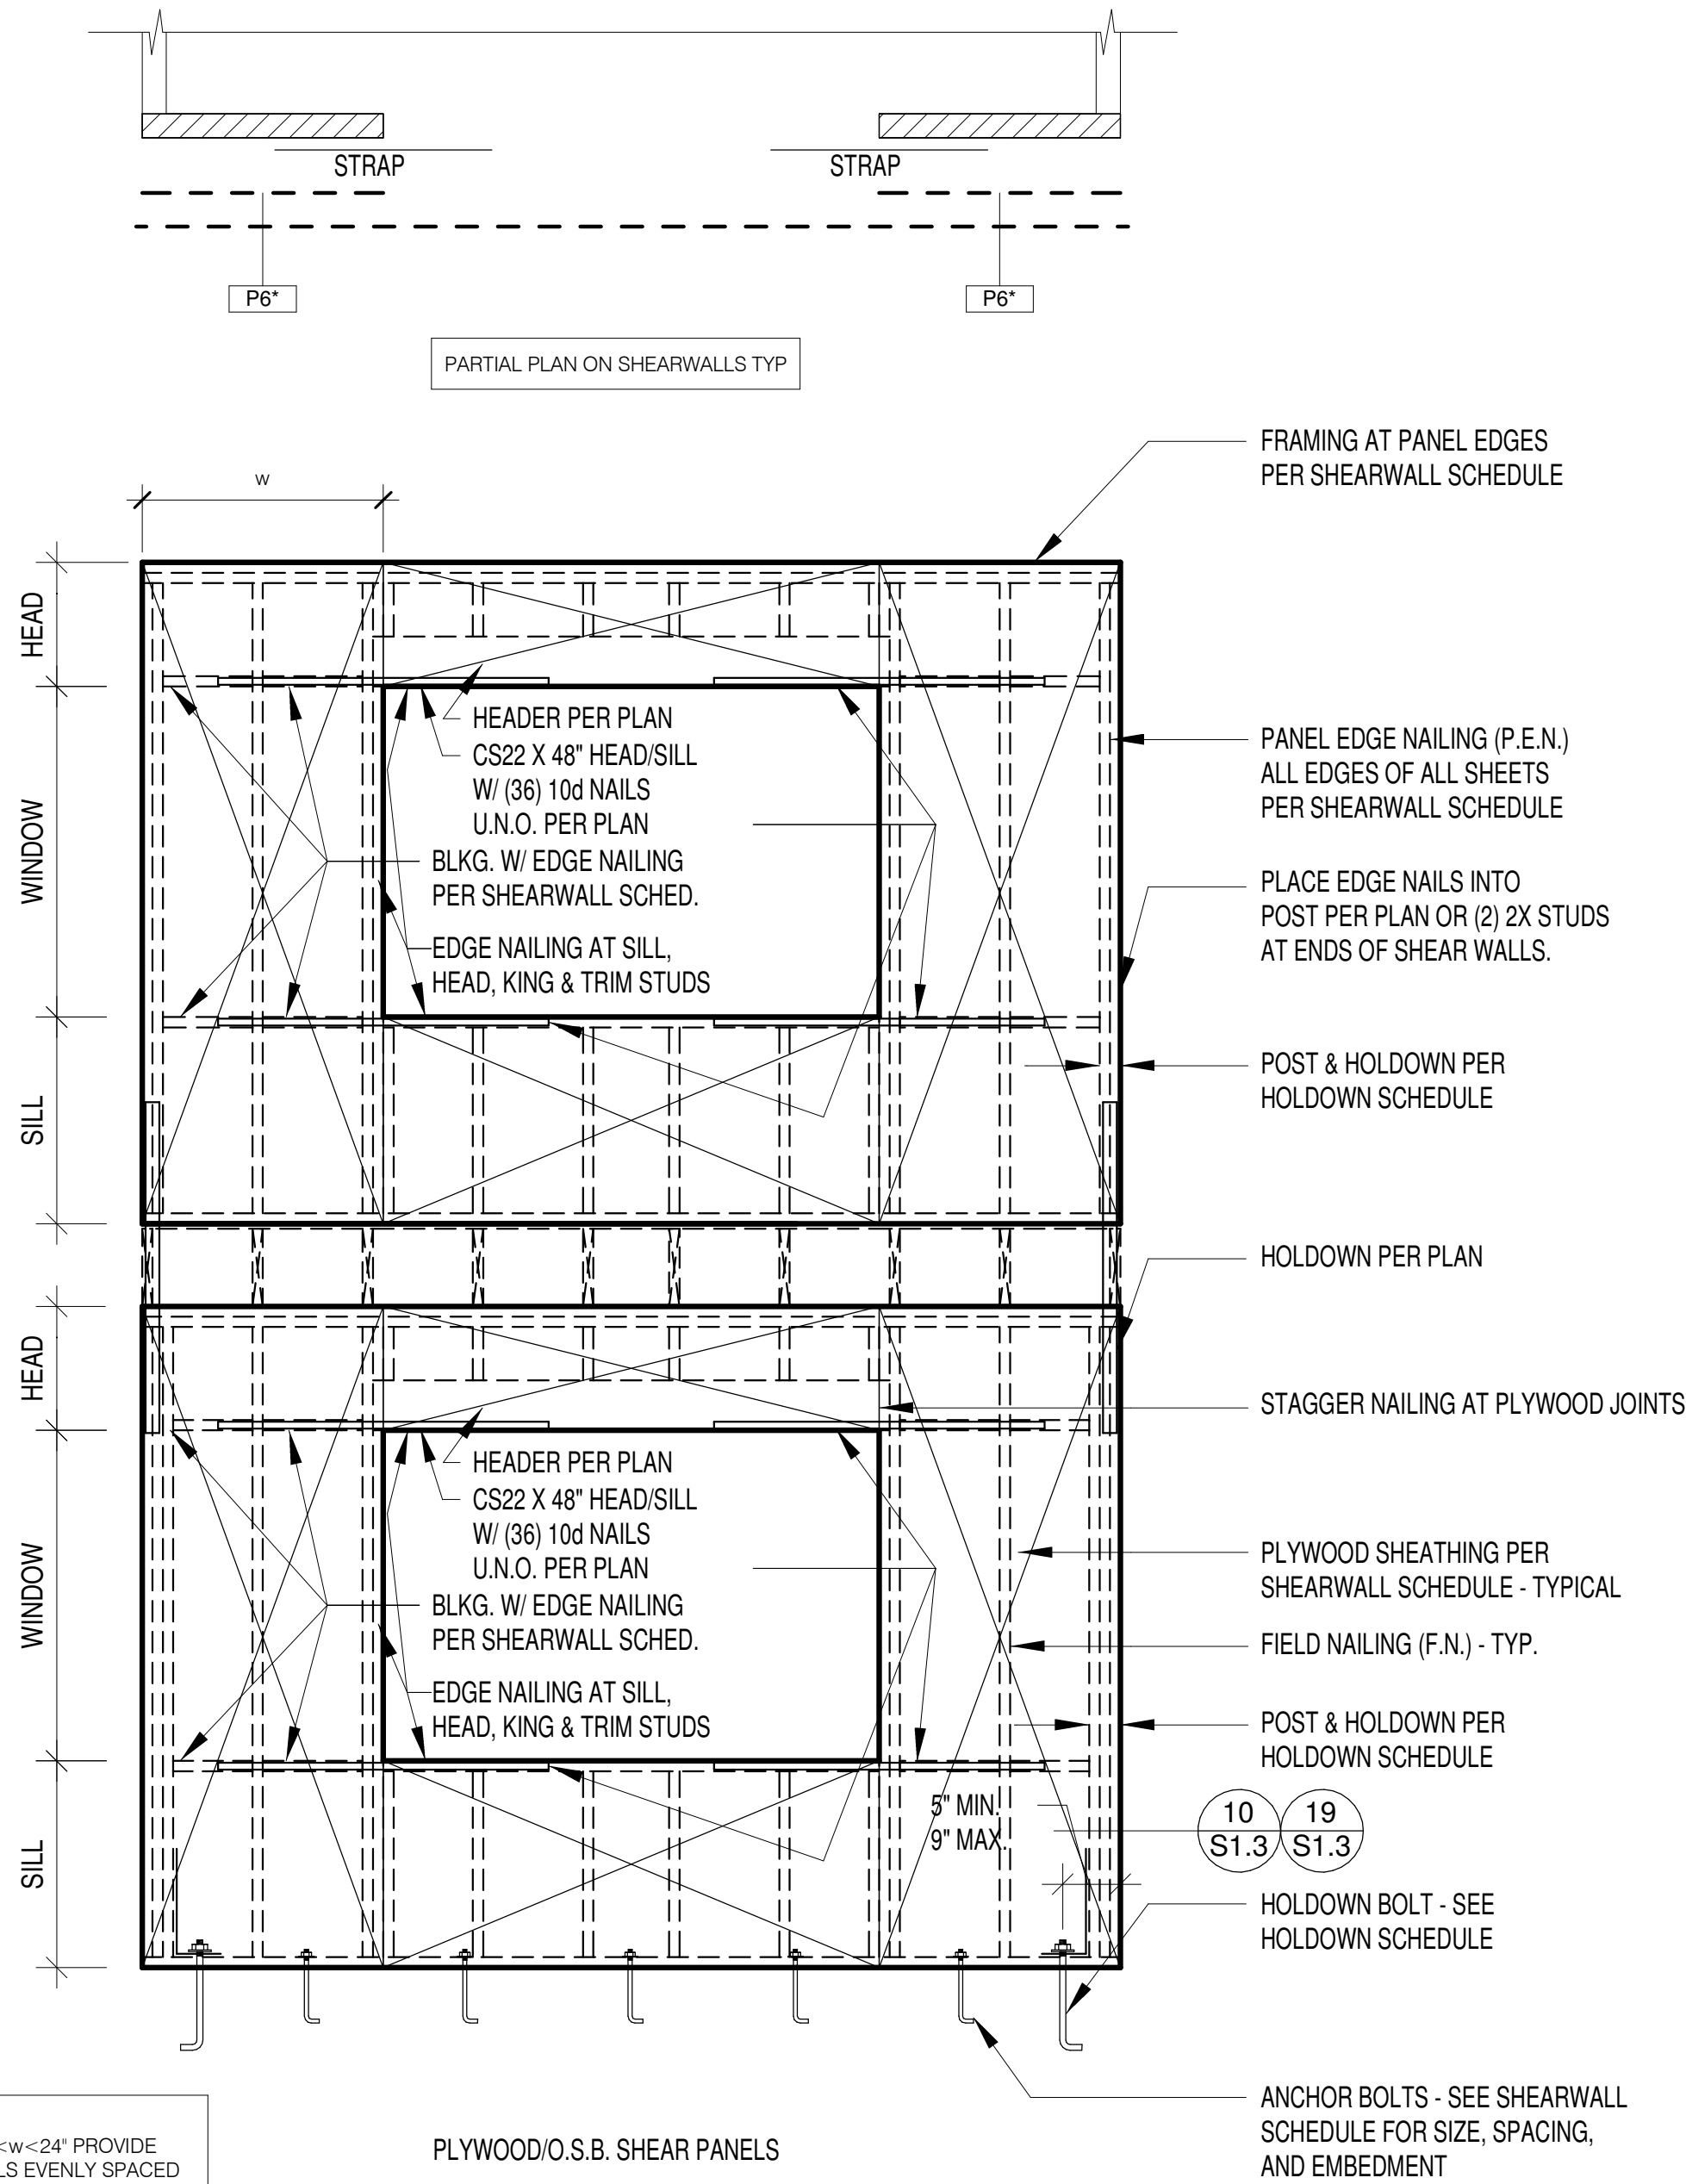 STRAP
STRAP
P6*
P6*
PARTIAL PLAN ON SHEARWALLS TYP
FRAMING AT PANEL EDGES
PER SHEARWALL SCHEDULE
w
HEAD
WINDOW
SILL
HEADER PER PLAN
CS22 X 48" HEAD/SILL
W/ (36) 10d NAILS
U.N.O. PER PLAN
BLKG. W/ EDGE NAILING
PER SHEARWALL SCHED.
EDGE NAILING AT SILL,
HEAD, KING & TRIM STUDS
PANEL EDGE NAILING (P.E.N.)
ALL EDGES OF ALL SHEETS
PER SHEARWALL SCHEDULE
PLACE EDGE NAILS INTO
POST PER PLAN OR (2) 2X STUDS
AT ENDS OF SHEAR WALLS.
POST & HOLDOWN PER
HOLDOWN SCHEDULE
HOLDOWN PER PLAN
HEAD
WINDOW
SILL
HEADER PER PLAN
CS22 X 48" HEAD/SILL
W/ (36) 10d NAILS
U.N.O. PER PLAN
BLKG. W/ EDGE NAILING
PER SHEARWALL SCHED.
EDGE NAILING AT SILL,
HEAD, KING & TRIM STUDS
STAGGER NAILING AT PLYWOOD JOINTS
PLYWOOD SHEATHING PER
SHEARWALL SCHEDULE - TYPICAL
FIELD NAILING (F.N.) - TYP.
POST & HOLDOWN PER
HOLDOWN SCHEDULE
5" MIN.
9" MAX.
10
S1.3
19
S1.3
HOLDOWN BOLT - SEE
HOLDOWN SCHEDULE
ANCHOR BOLTS - SEE SHEARWALL
SCHEDULE FOR SIZE, SPACING,
AND EMBEDMENT
<w<24" PROVIDE
LS EVENLY SPACED
PLYWOOD/O.S.B. SHEAR PANELS